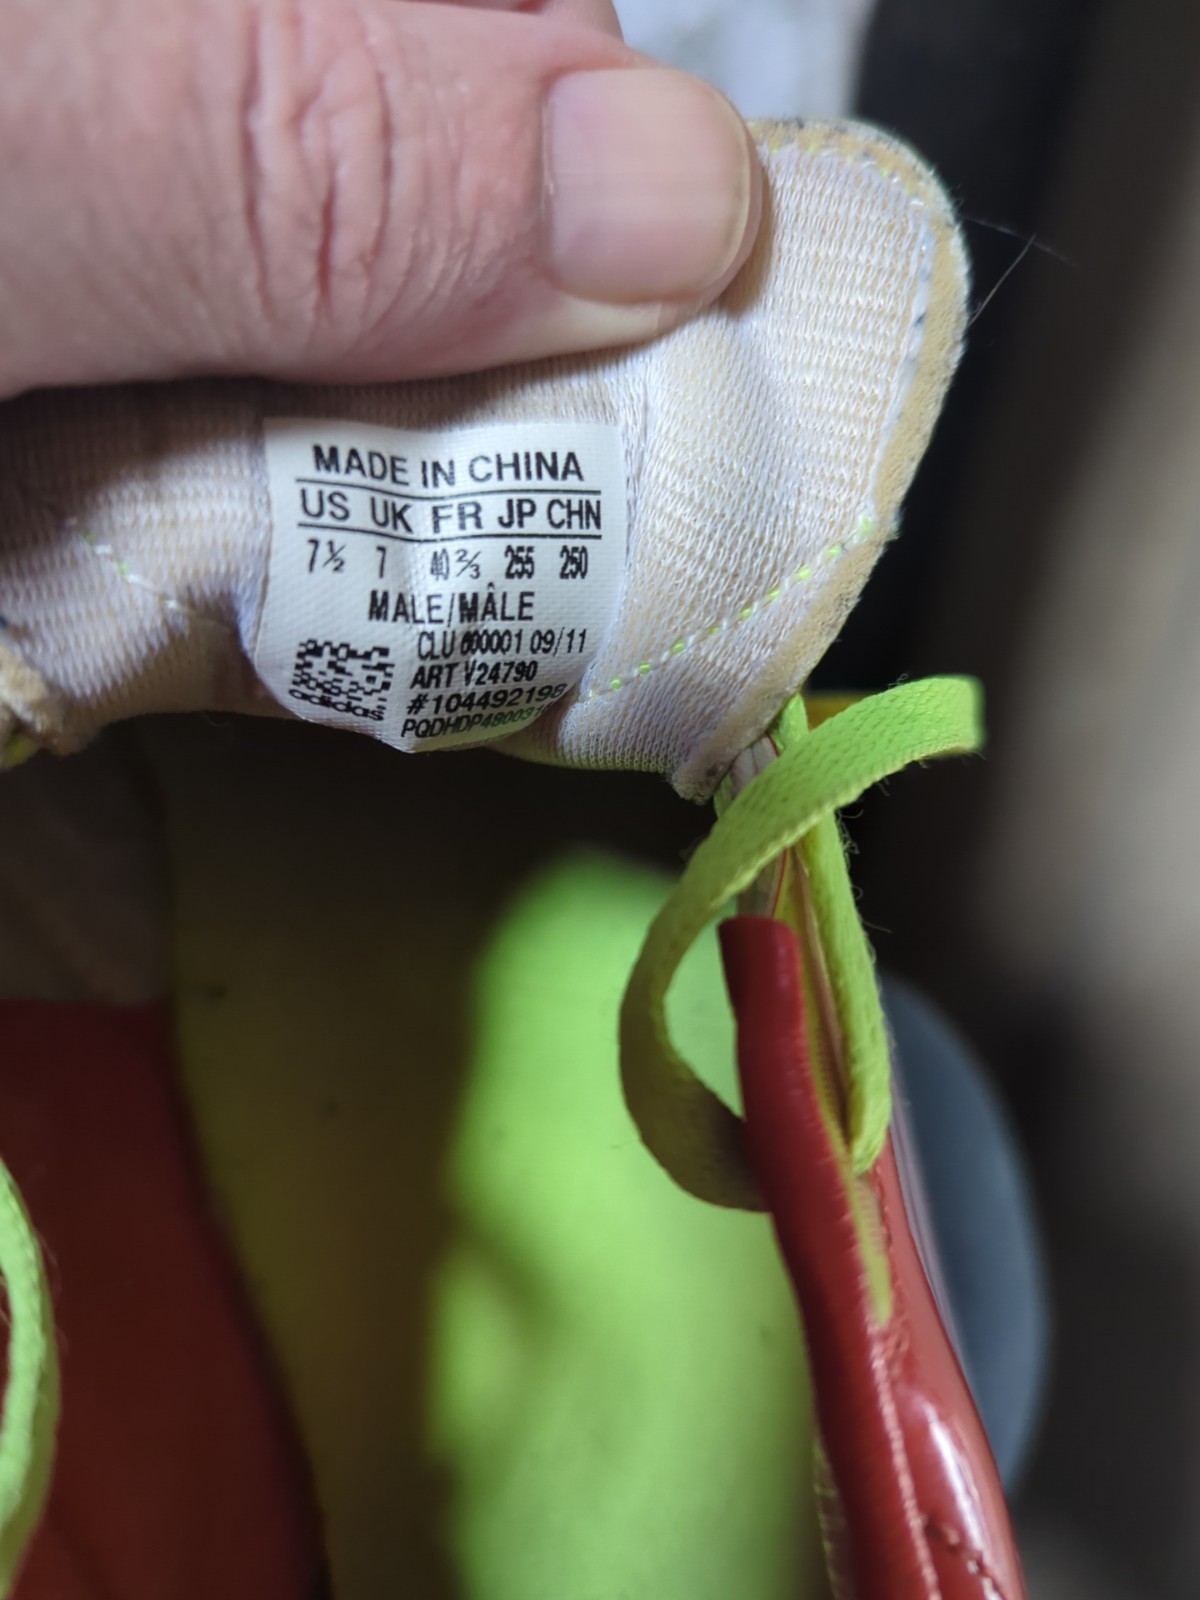 MADE IN CHINA
US UK FR JP CHN
7½ 7 40⅔ 255 250
MALE/MÂLE
CLU 600001 09/11
ART V24790
#104492198
adidas